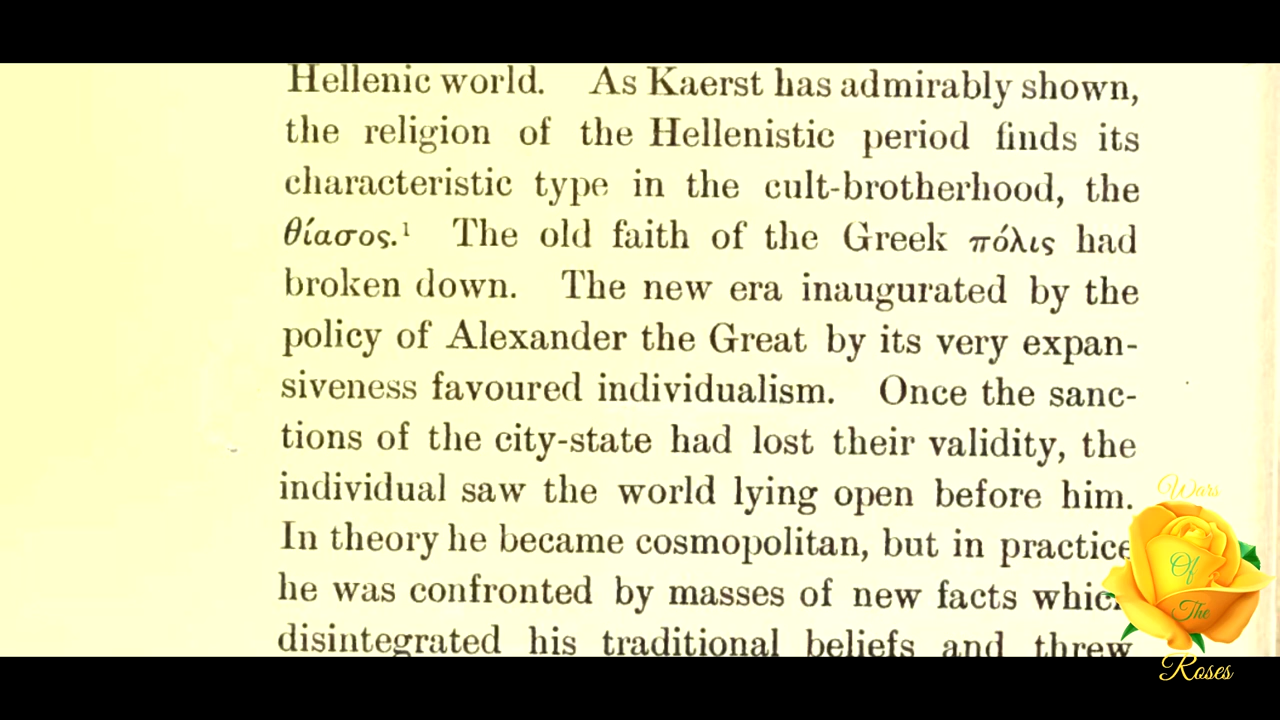 Hellenic world. As Kaerst has admirably shown,
the religion of the Hellenistic period finds its
characteristic type in the cult-brotherhood, the
θίασος.¹ The old faith of the Greek πόλις had
broken down. The new era inaugurated by the
policy of Alexander the Great by its very expan-
siveness favoured individualism. Once the sanc-
tions of the city-state had lost their validity, the
individual saw the world lying open before him.
In theory he became cosmopolitan, but in practice
he was confronted by masses of new facts which
disintegrated his traditional beliefs and threw
Wars
Of
The
Roses